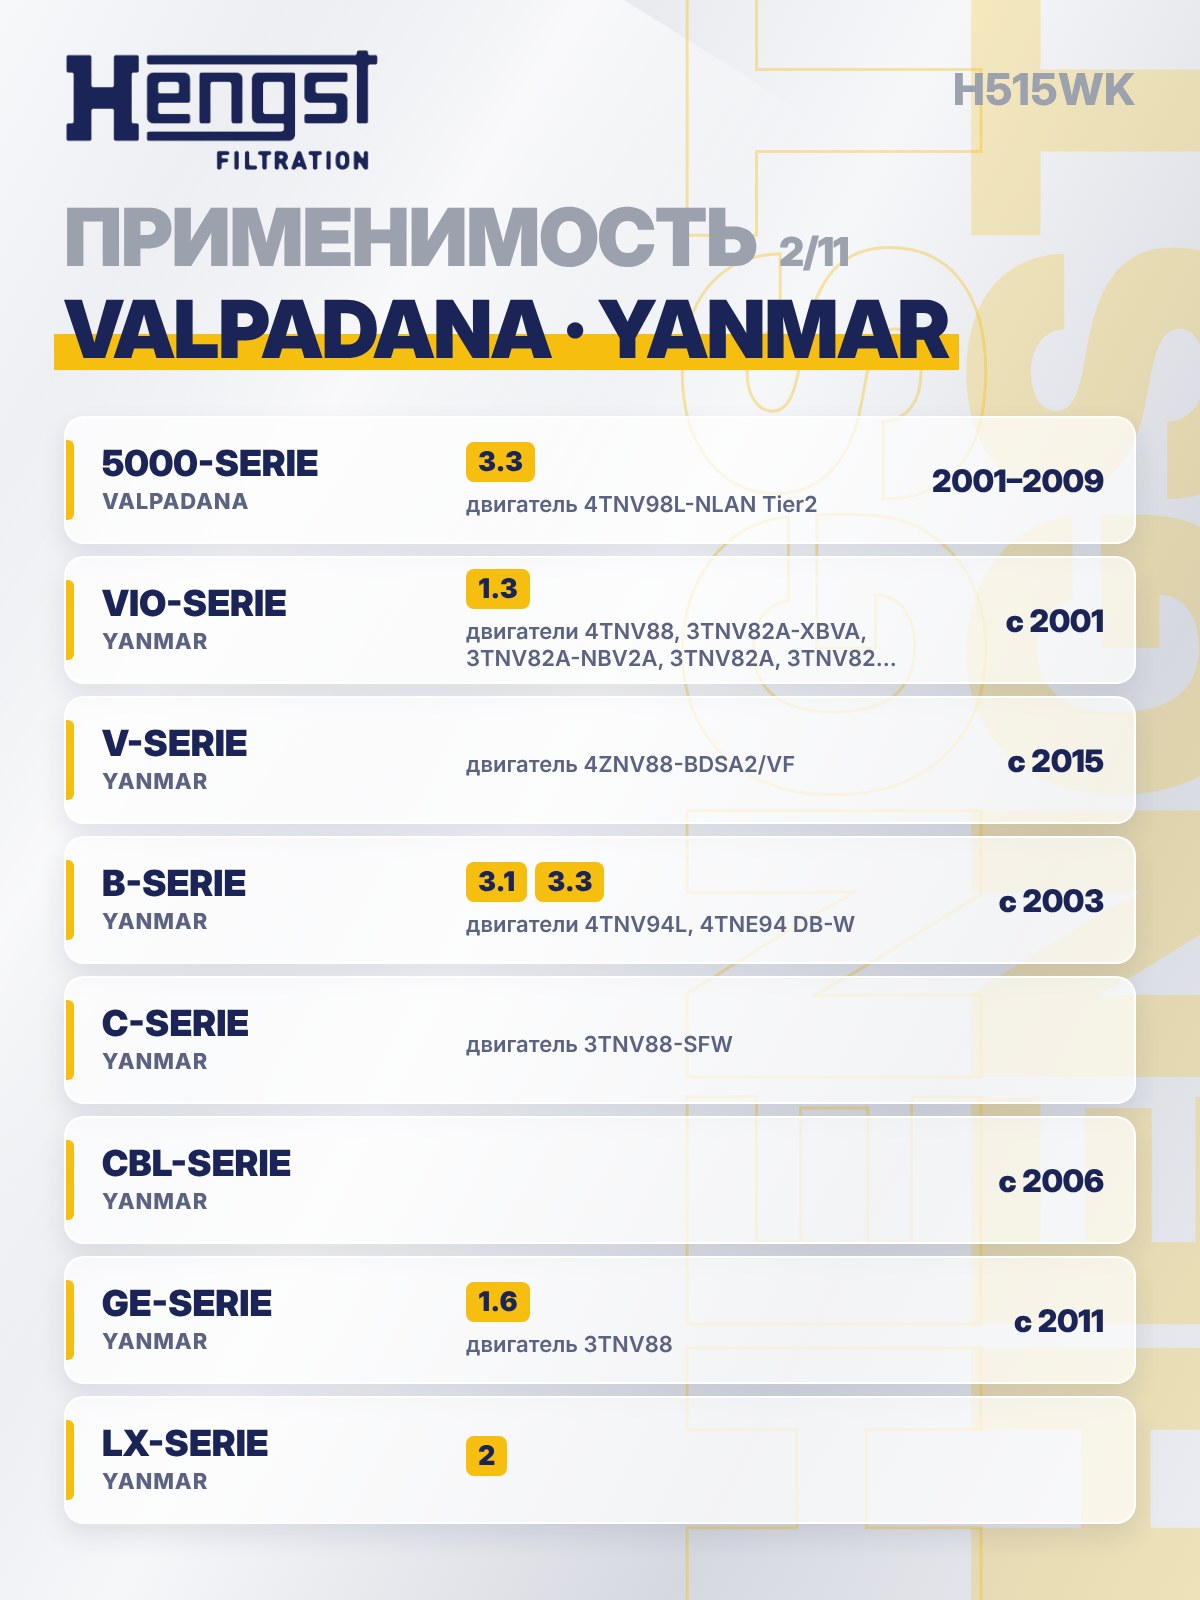 Hengst
FILTRATION
H515WK
ПРИМЕНИМОСТЬ 2/11
VALPADANA · YANMAR
5000-SERIE
VALPADANA
3.3
двигатель 4TNV98L-NLAN Tier2
2001–2009
VIO-SERIE
YANMAR
1.3
двигатели 4TNV88, 3TNV82A-XBVA,
3TNV82A-NBV2A, 3TNV82A, 3TNV82...
с 2001
V-SERIE
YANMAR
двигатель 4ZNV88-BDSA2/VF
с 2015
B-SERIE
YANMAR
3.1 3.3
двигатели 4TNV94L, 4TNE94 DB-W
с 2003
C-SERIE
YANMAR
двигатель 3TNV88-SFW
CBL-SERIE
YANMAR
с 2006
GE-SERIE
YANMAR
1.6
двигатель 3TNV88
с 2011
LX-SERIE
YANMAR
2
HENGST
HENGST